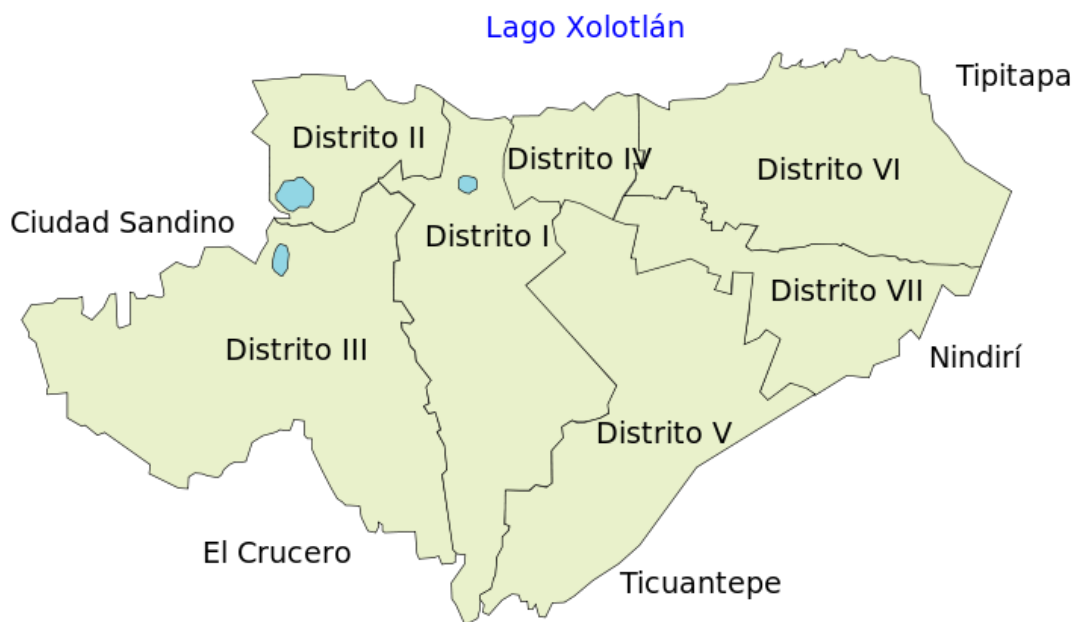 Lago Xolotlán
Tipitapa
Distrito II
Distrito IV
Distrito VI
Ciudad Sandino
Distrito I
Distrito VII
Distrito III
Nindirí
Distrito V
El Crucero
Ticuantepe